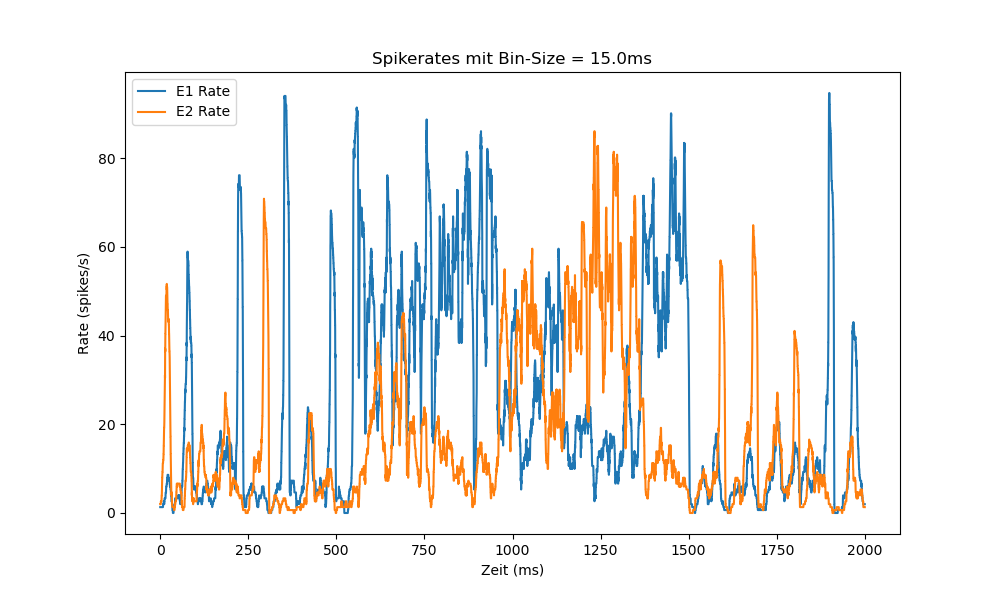 Spikerates mit Bin-Size = 15.0ms
E1 Rate
E2 Rate
80
60
40
20
0
Rate (spikes/s)
0 250 500 750 1000 1250 1500 1750 2000
Zeit (ms)